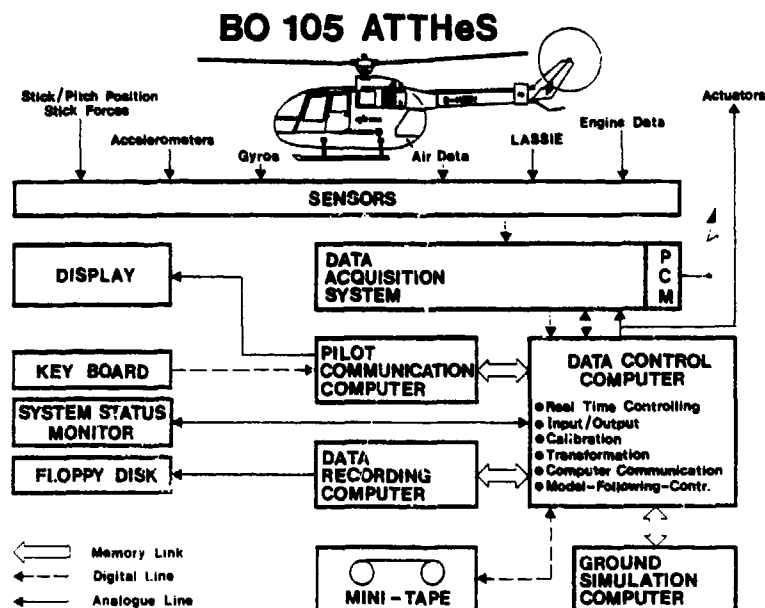 BO 105 ATTHeS
Stick/Pitch Position
Stick Forces
Accelerometers
Gyros
Air Data
LASSIE
Engine Data
Actuators
SENSORS
DISPLAY
DATA
ACQUISITION
SYSTEM
P
C
M
KEY BOARD
PILOT
COMMUNICATION
COMPUTER
DATA CONTROL
COMPUTER
● Real Time Controlling
● Input/Output
● Calibration
● Transformation
● Computer Communication
● Model-Following-Contr.
SYSTEM STATUS
MONITOR
FLOPPY DISK
DATA
RECORDING
COMPUTER
Memory Link
Digital Line
Analogue Line
MINI-TAPE
GROUND
SIMULATION
COMPUTER